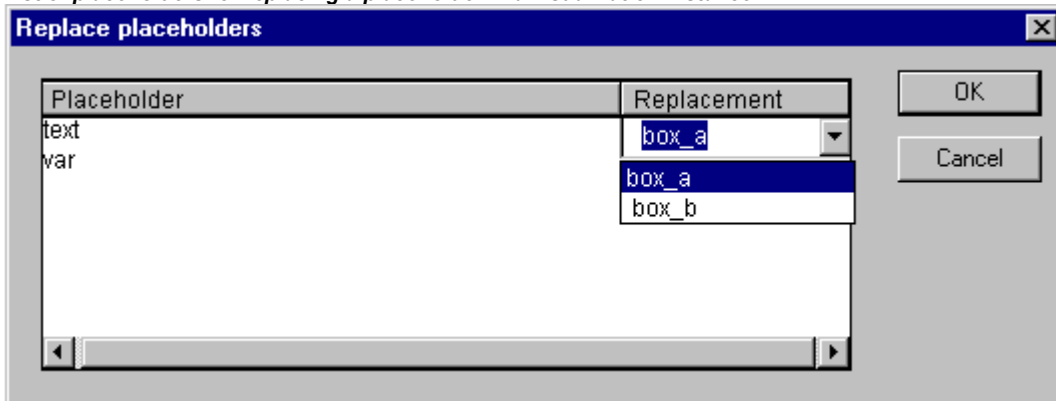 Replace placeholders
Placeholder Replacement
OK
text box_a
var
Cancel
box_a
box_b